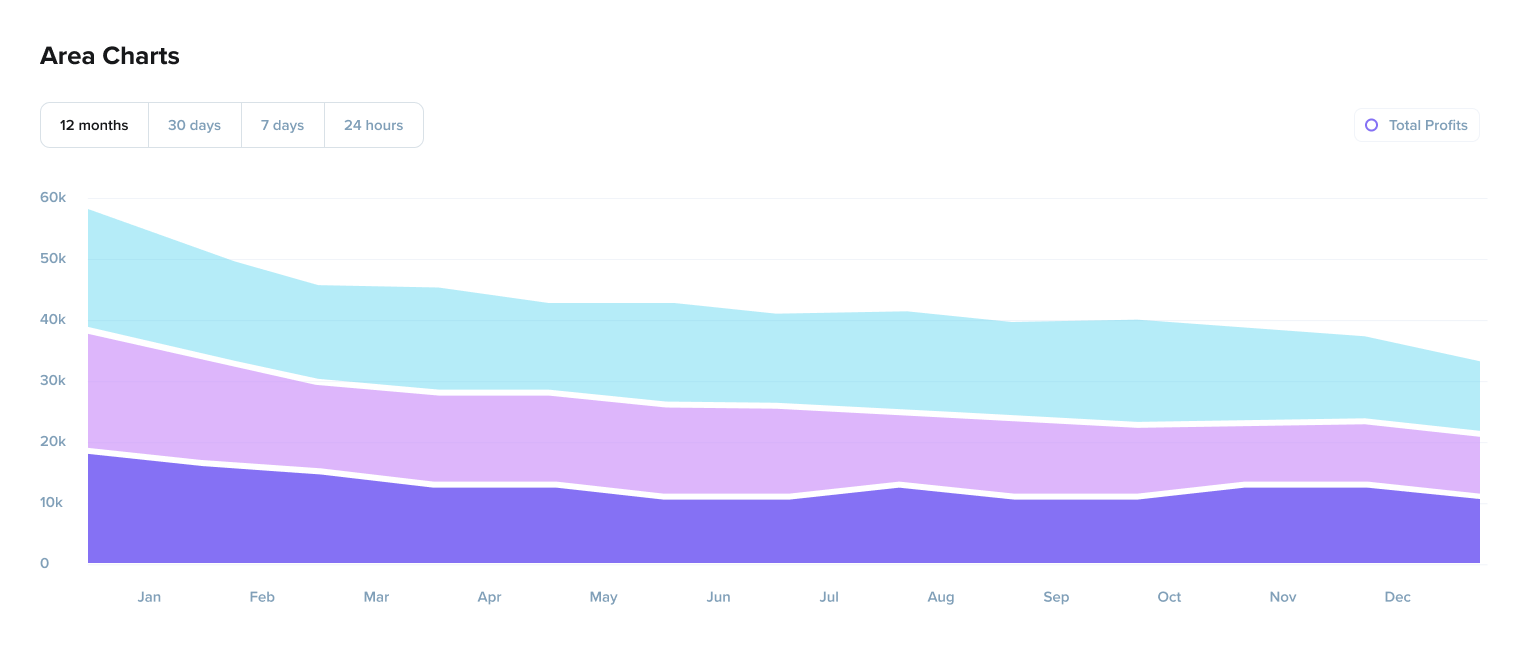 Area Charts
12 months 30 days 7 days 24 hours
Total Profits
60k
50k
40k
30k
20k
10k
0
Jan Feb Mar Apr May Jun Jul Aug Sep Oct Nov Dec